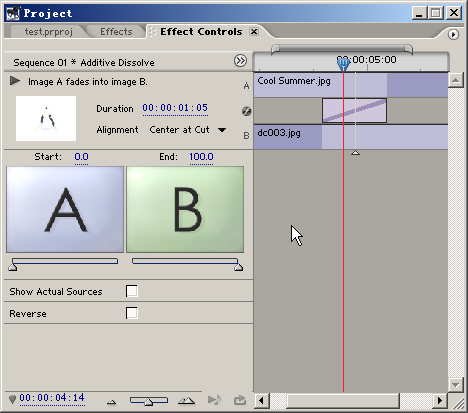 Project
test.prproj
Effects
Effect Controls
Sequence 01 * Additive Dissolve
Image A fades into image B.
Duration 00:00:01:05
Alignment Center at Cut
Start: 0.0
End: 100.0
A
B
Show Actual Sources
Reverse
00:00:04:14
00:00:05:00
A
Cool Summer.jpg
B
dc003.jpg